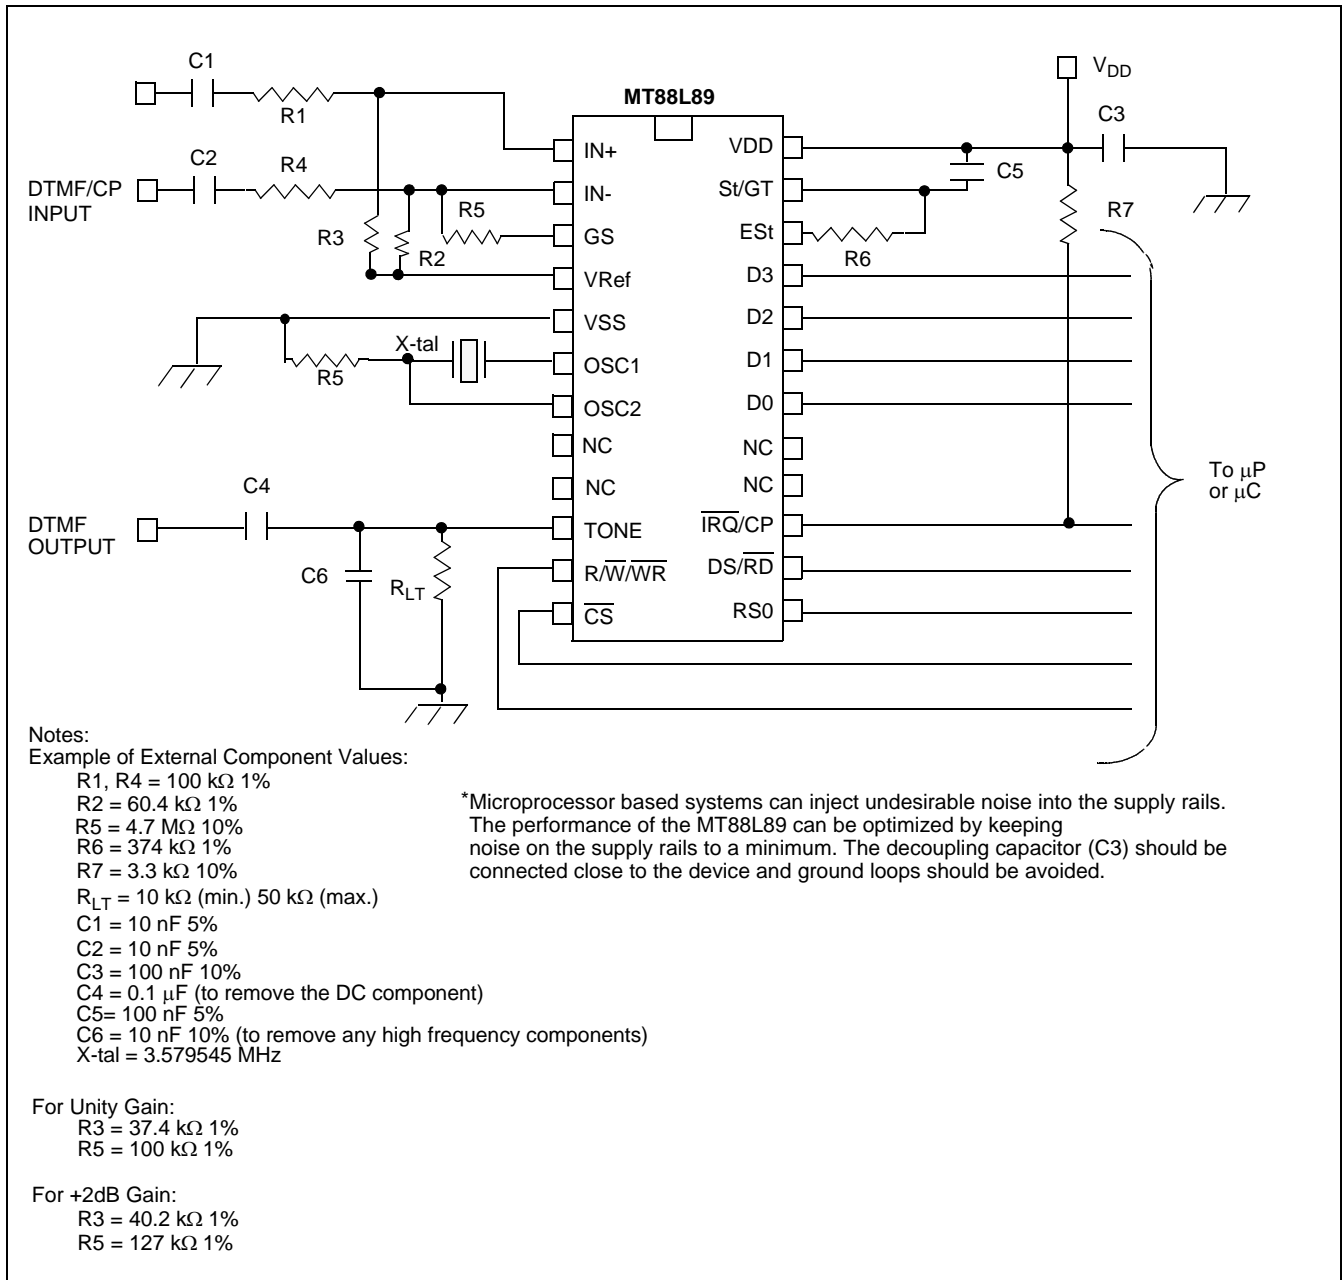 C1
R1
MT88L89
VDD
C3
DTMF/CP
INPUT
C2
R4
R5
R3
R2
IN+
IN-
GS
VRef
VSS
OSC1
OSC2
NC
NC
TONE
R/W/WR
CS
VDD
St/GT
ESt
D3
D2
D1
D0
NC
NC
IRQ/CP
DS/RD
RS0
C5
R6
R7
X-tal
R5
To μP
or μC
C4
DTMF
OUTPUT
C6
RLT
Notes:
Example of External Component Values:
R1, R4 = 100 kΩ 1%
R2 = 60.4 kΩ 1%
R5 = 4.7 MΩ 10%
R6 = 374 kΩ 1%
R7 = 3.3 kΩ 10%
RLT = 10 kΩ (min.) 50 kΩ (max.)
C1 = 10 nF 5%
C2 = 10 nF 5%
C3 = 100 nF 10%
C4 = 0.1 μF (to remove the DC component)
C5= 100 nF 5%
C6 = 10 nF 10% (to remove any high frequency components)
X-tal = 3.579545 MHz
*Microprocessor based systems can inject undesirable noise into the supply rails.
The performance of the MT88L89 can be optimized by keeping
noise on the supply rails to a minimum. The decoupling capacitor (C3) should be
connected close to the device and ground loops should be avoided.
For Unity Gain:
R3 = 37.4 kΩ 1%
R5 = 100 kΩ 1%
For +2dB Gain:
R3 = 40.2 kΩ 1%
R5 = 127 kΩ 1%